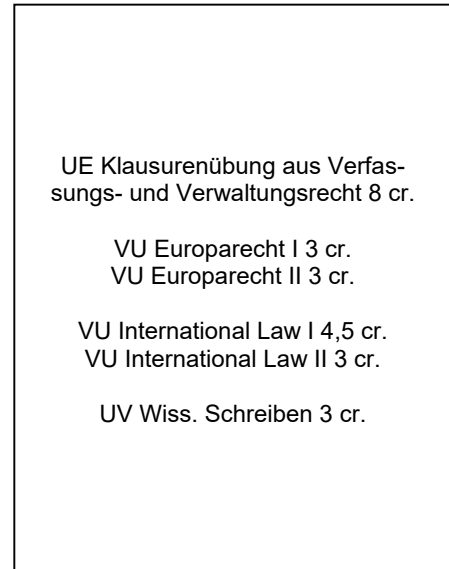 UE Klausurenübung aus Verfas-
sungs- und Verwaltungsrecht 8 cr.
VU Europarecht I 3 cr.
VU Europarecht II 3 cr.
VU International Law I 4,5 cr.
VU International Law II 3 cr.
UV Wiss. Schreiben 3 cr.